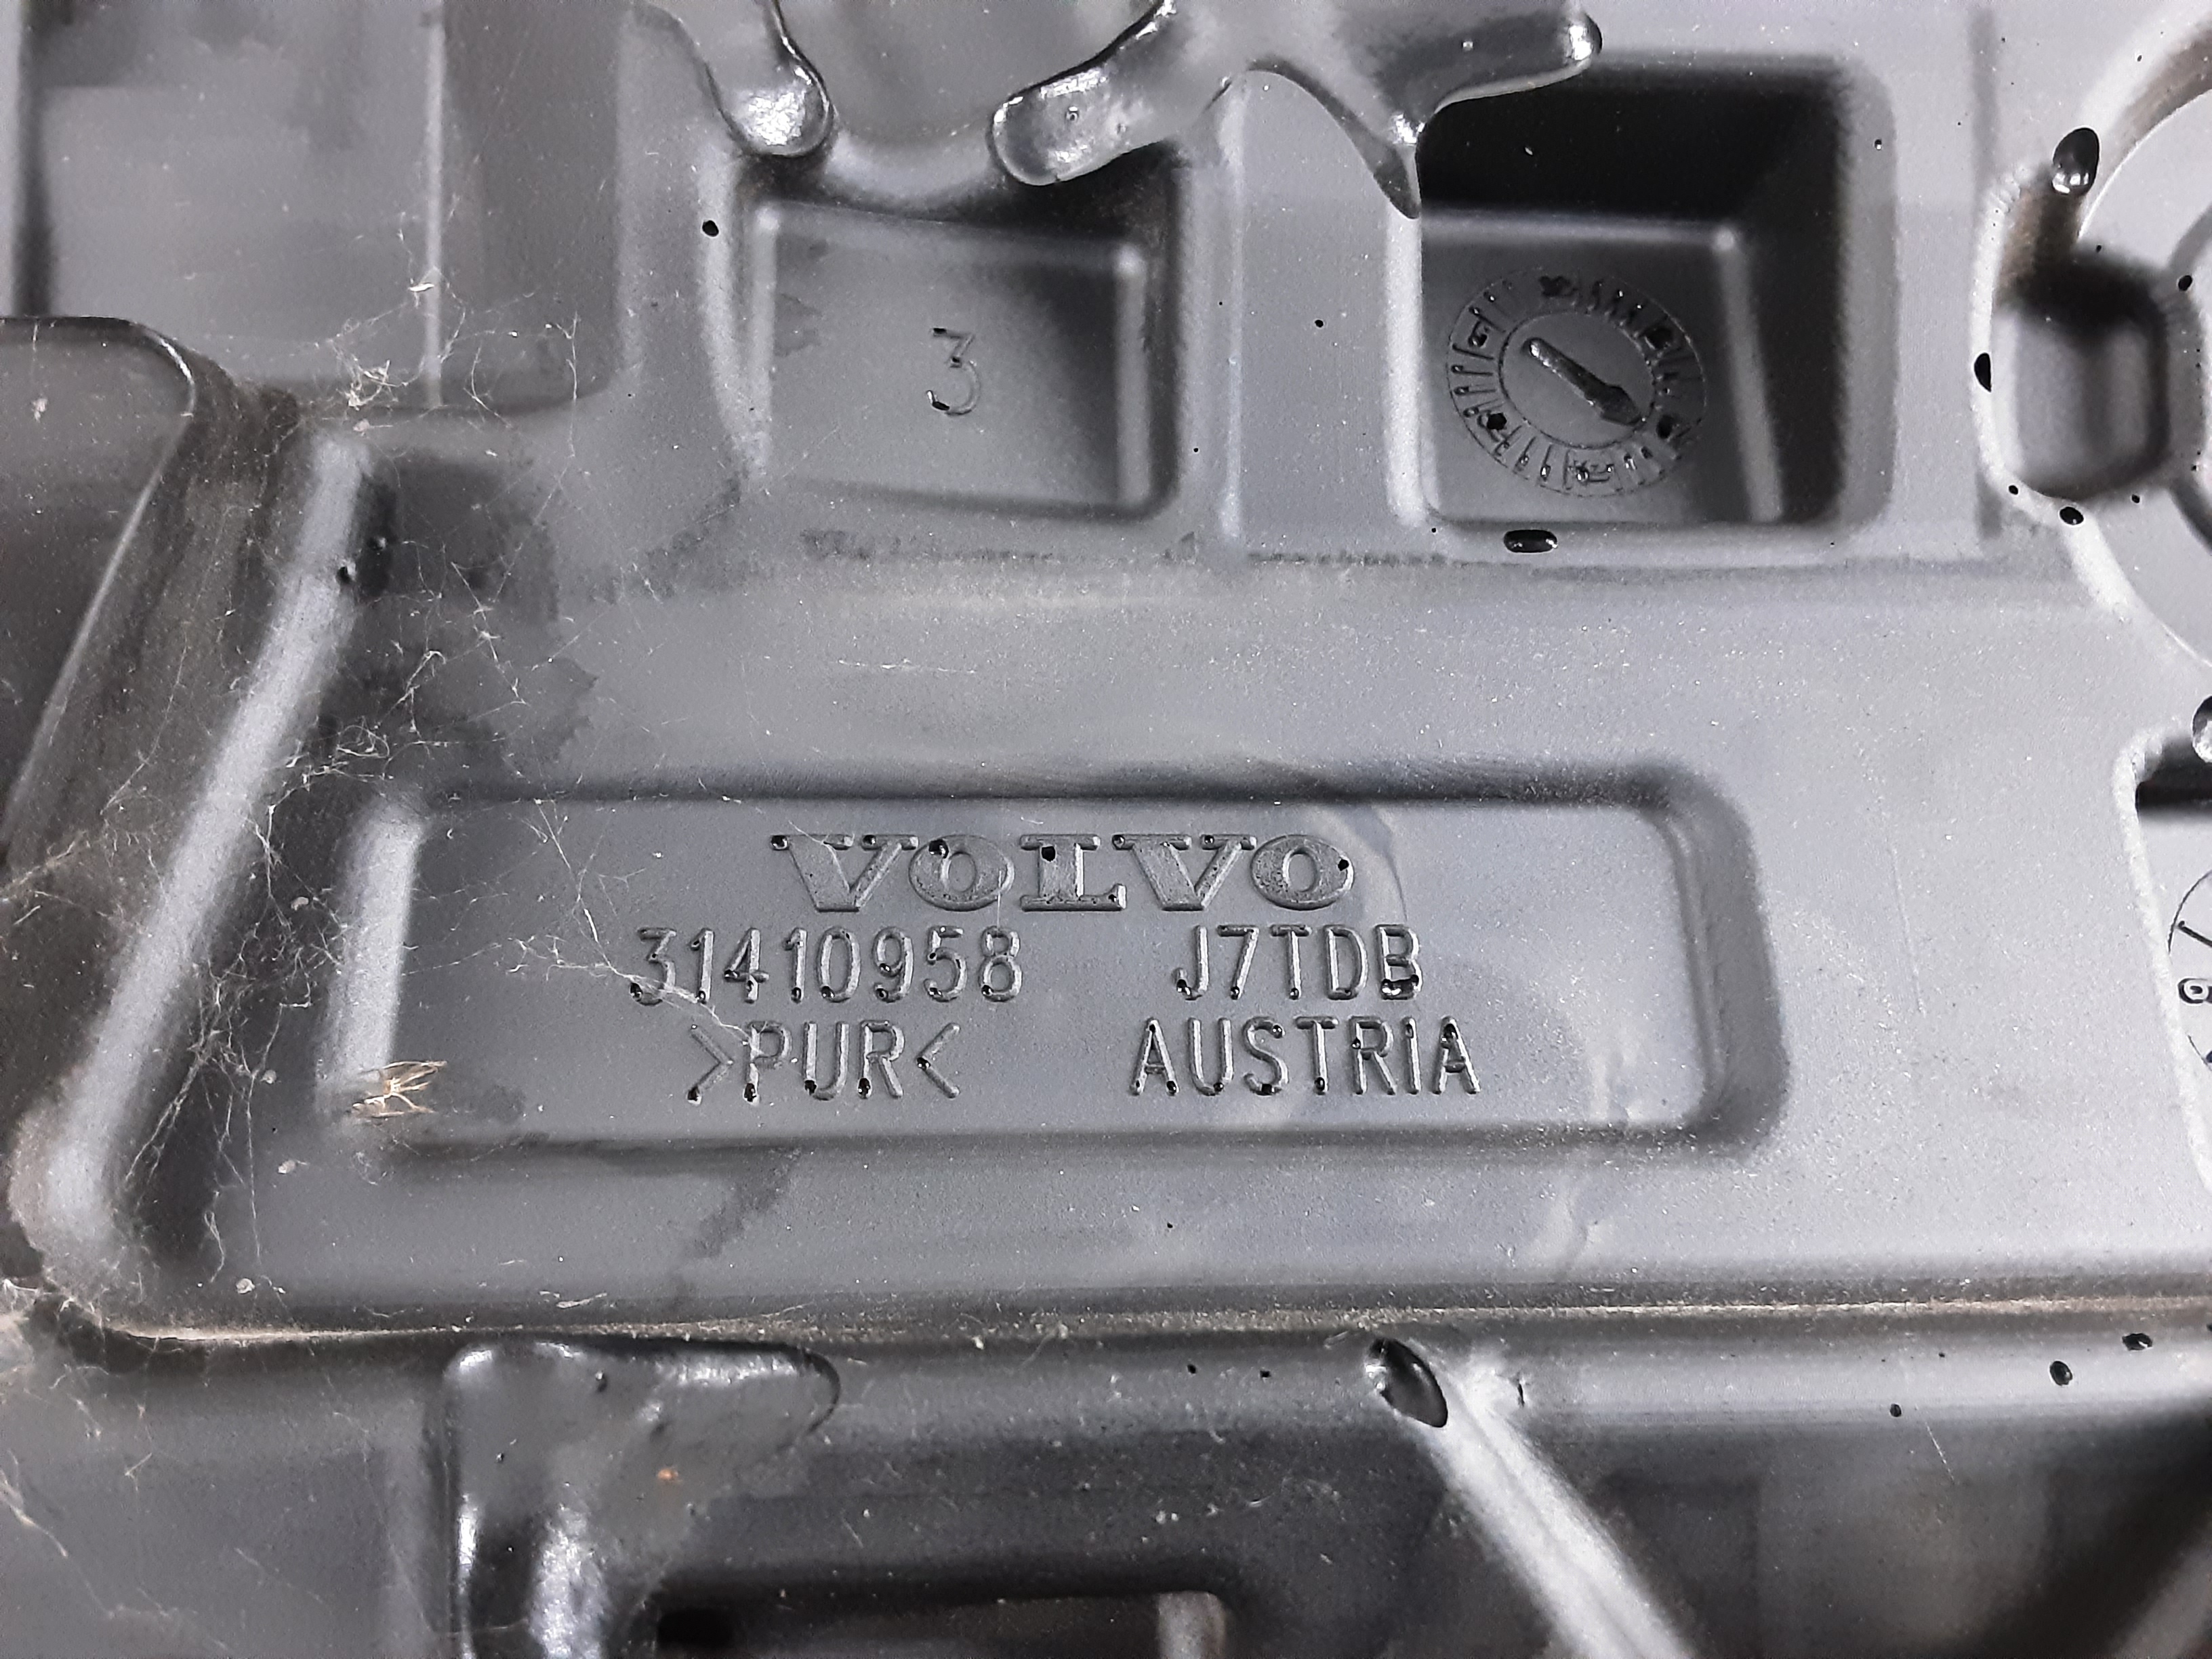 3
VOLVO
31410958 J7TDB
>PUR< AUSTRIA